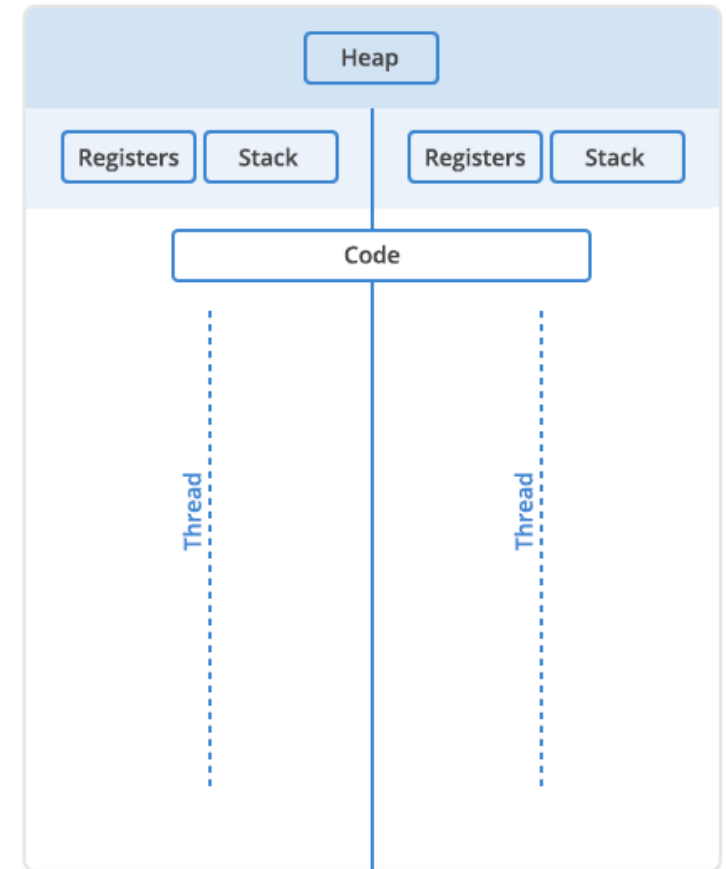 Heap
Registers
Stack
Registers
Stack
Code
Thread
Thread